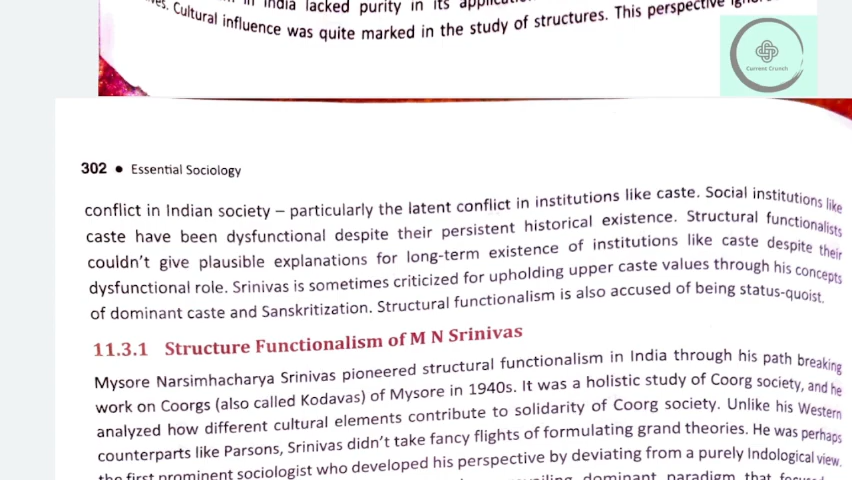 in India lacked purity in its
Cultural influence was quite marked in the study of structures. This perspective
Current Crunch
302 • Essential Sociology
conflict in Indian society – particularly the latent conflict in institutions like caste. Social institutions like
caste have been dysfunctional despite their persistent historical existence. Structural functionalists
couldn't give plausible explanations for long-term existence of institutions like caste despite their
dysfunctional role. Srinivas is sometimes criticized for upholding upper caste values through his concepts
of dominant caste and Sanskritization. Structural functionalism is also accused of being status-quoist.
11.3.1 Structure Functionalism of M N Srinivas
Mysore Narsimhacharya Srinivas pioneered structural functionalism in India through his path breaking
work on Coorgs (also called Kodavas) of Mysore in 1940s. It was a holistic study of Coorg society, and he
analyzed how different cultural elements contribute to solidarity of Coorg society. Unlike his Western
counterparts like Parsons, Srinivas didn't take fancy flights of formulating grand theories. He was perhaps
the first prominent sociologist who developed his perspective by deviating from a purely Indological view.
dominant paradigm that